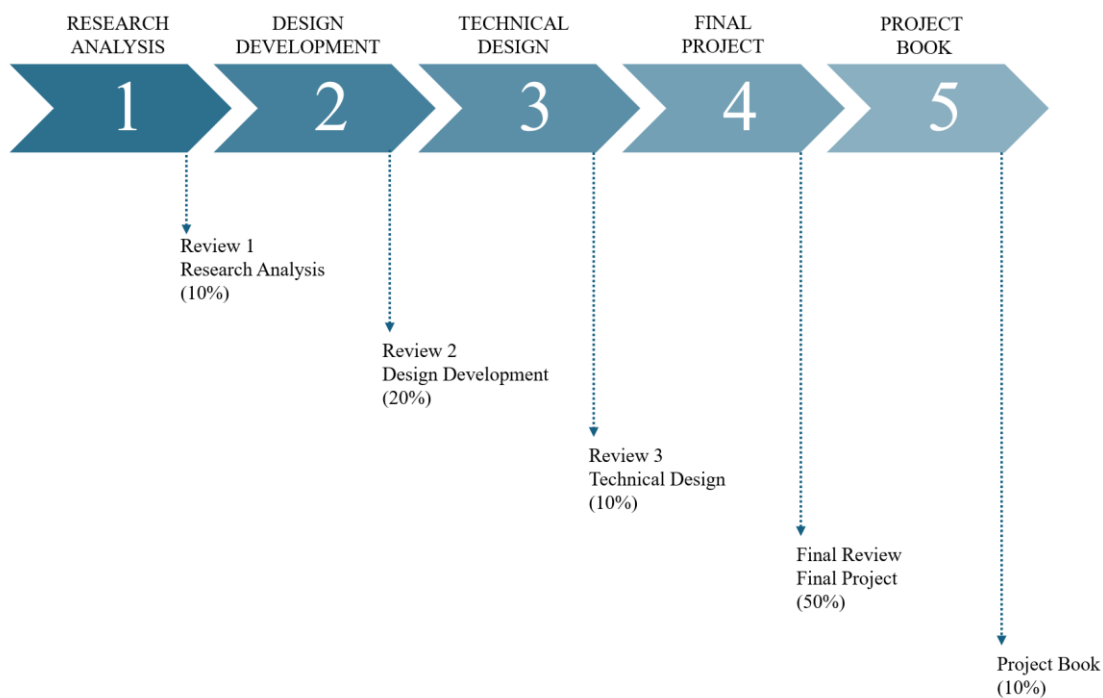 RESEARCH
ANALYSIS
DESIGN
DEVELOPMENT
TECHNICAL
DESIGN
FINAL
PROJECT
PROJECT
BOOK
1
2
3
4
5
Review 1
Research Analysis
(10%)
Review 2
Design Development
(20%)
Review 3
Technical Design
(10%)
Final Review
Final Project
(50%)
Project Book
(10%)